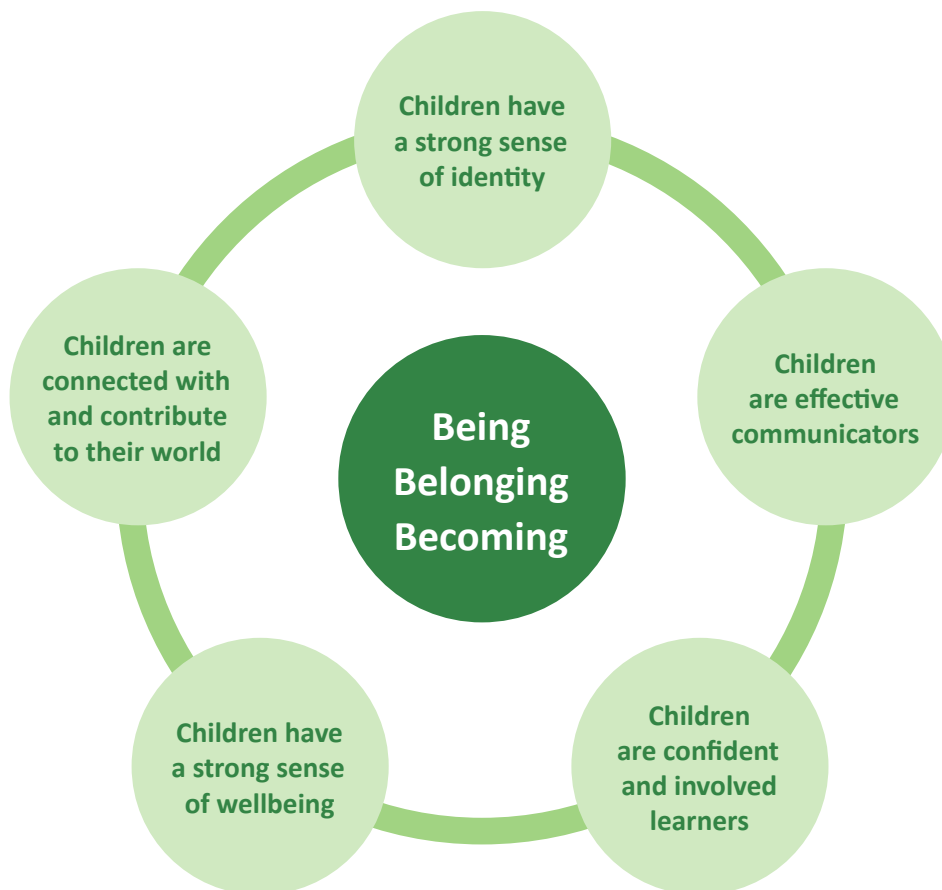 Children have
a strong sense
of identity
Children are
connected with
and contribute
to their world
Children
are effective
communicators
Being
Belonging
Becoming
Children have
a strong sense
of wellbeing
Children
are confident
and involved
learners